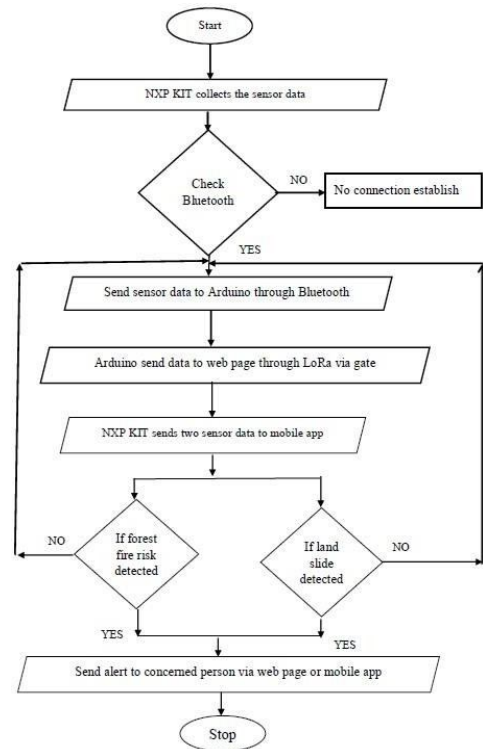 Start
NXP KIT collects the sensor data
Check
Bluetooth
NO
No connection establish
YES
Send sensor data to Arduino through Bluetooth
Arduino send data to web page through LoRa via gate
NXP KIT sends two sensor data to mobile app
NO
If forest
fire risk
detected
If land
slide
detected
NO
YES
YES
Send alert to concerned person via web page or mobile app
Stop